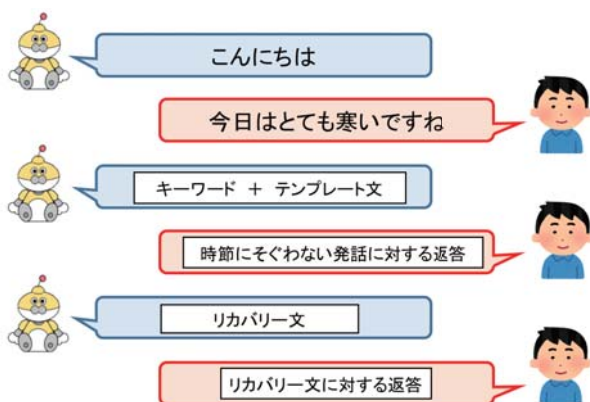 こんにちは
今日はとても寒いですね
キーワード + テンプレート文
時節にそぐわない発話に対する返答
リカバリー文
リカバリー文に対する返答